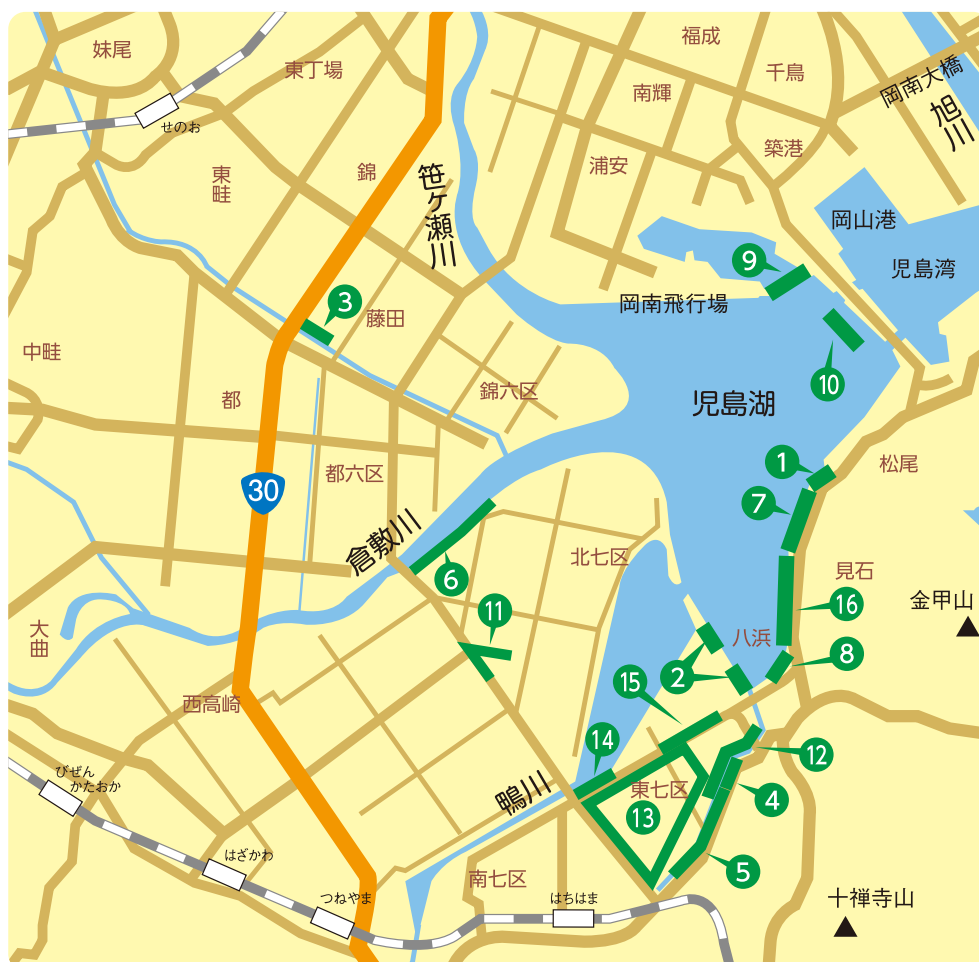 妹尾
東丁場
福成
千鳥
岡南大橋
旭川
南輝
せのお
築港
東畦
錦
笹ヶ瀬川
浦安
岡山港
児島湾
9
岡南飛行場
3
藤田
10
中畦
都
錦六区
児島湖
1
松尾
都六区
30
7
倉敷川
北七区
6
見石
16
金甲山
11
大曲
八浜
8
2
15
西高崎
14
12
びぜん
かたおか
東七区
13
4
鴨川
はざかわ
5
南七区
つねやま
はちはま
十禅寺山